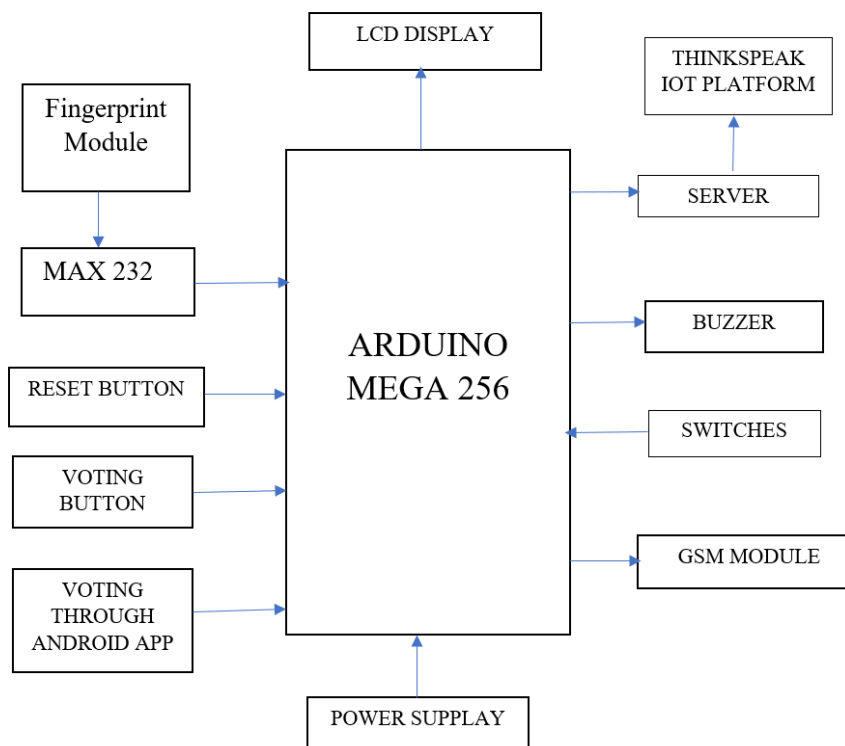 LCD DISPLAY
THINKSPEAK
IOT PLATFORM
Fingerprint
Module
SERVER
MAX 232
BUZZER
ARDUINO
MEGA 256
RESET BUTTON
SWITCHES
VOTING
BUTTON
GSM MODULE
VOTING
THROUGH
ANDROID APP
POWER SUPPLAY